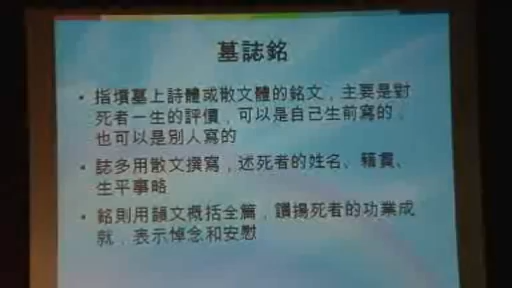 墓誌銘
• 指墳墓上詩體或散文體的銘文，主要是對
死者一生的評價，可以是自己生前寫的，
也可以是別人寫的
• 誌多用散文撰寫，述死者的姓名、籍貫、
生平事略
• 銘則用韻文概括全篇，讚揚死者的功業成
就，表示悼念和安慰